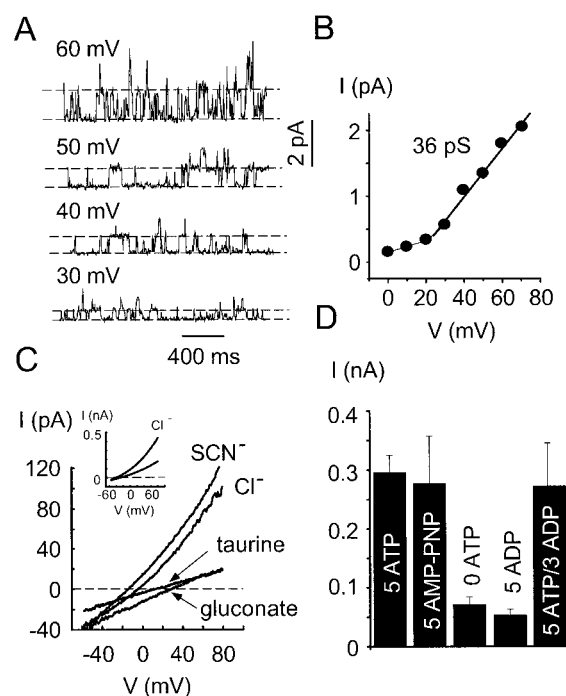 A
60 mV
50 mV
40 mV
30 mV
2 pA
400 ms
B
I (pA)
36 pS
2
1
0
0 20 40 60 80
V (mV)
C
I (pA)
120
80
40
0
-40
-40 0 40 80
V (mV)
I (nA)
0.5
0
-60 0 60
V (mV)
Cl⁻
SCN⁻
Cl⁻
taurine
gluconate
D
I (nA)
0.4
0.3
0.2
0.1
0
5 ATP
5 AMP-PNP
0 ATP
5 ADP
5 ATP/3 ADP